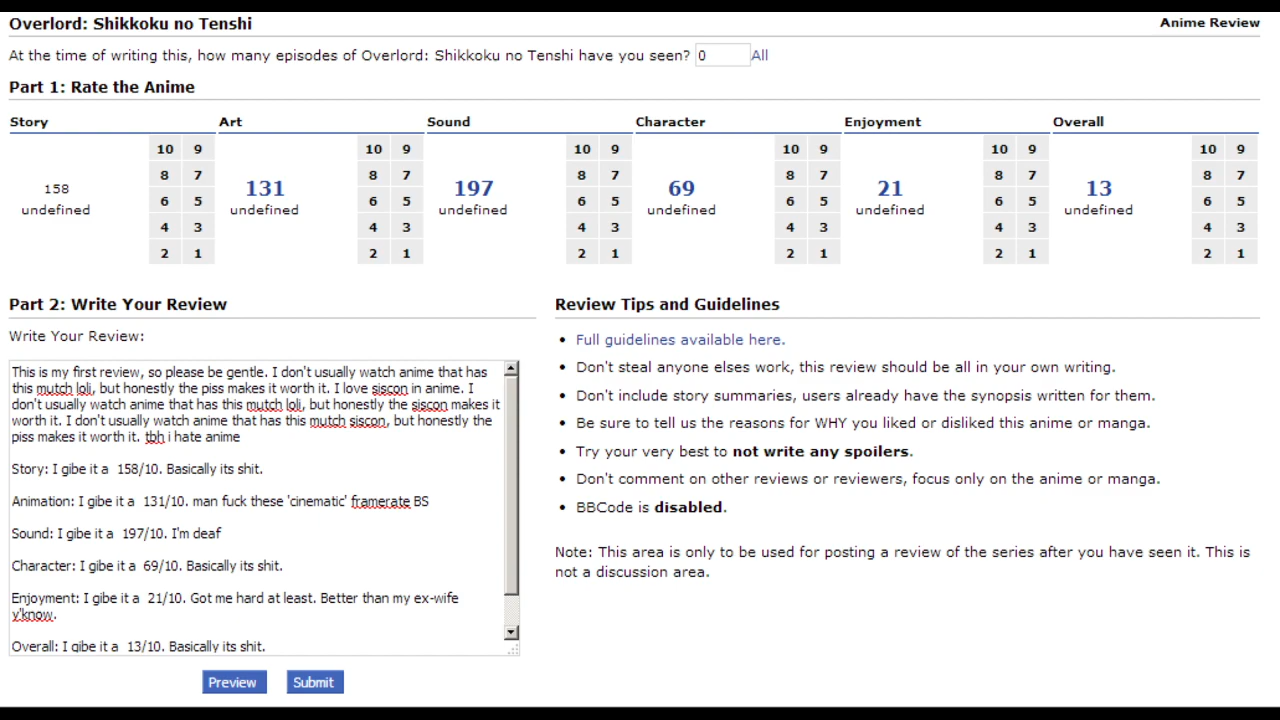 Overlord: Shikkoku no Tenshi
Anime Review
At the time of writing this, how many episodes of Overlord: Shikkoku no Tenshi have you seen? 0 All
Part 1: Rate the Anime
Story Art Sound Character Enjoyment Overall
10 9 10 9 10 9 10 9 10 9 10 9
8 7 8 7 8 7 8 7 8 7 8 7
158 131 197 69 21 13
undefined undefined undefined undefined undefined undefined
6 5 6 5 6 5 6 5 6 5 6 5
4 3 4 3 4 3 4 3 4 3 4 3
2 1 2 1 2 1 2 1 2 1 2 1
Part 2: Write Your Review
Write Your Review:
This is my first review, so please be gentle. I don't usually watch anime that has
this mutch loli, but honestly the piss makes it worth it. I love siscon in anime. I
don't usually watch anime that has this mutch loli, but honestly the siscon makes it
worth it. I don't usually watch anime that has this mutch siscon, but honestly the
piss makes it worth it. tbh i hate anime
Story: I gibe it a  158/10. Basically its shit.
Animation: I gibe it a  131/10. man fuck these 'cinematic' framerate BS
Sound: I gibe it a  197/10. I'm deaf
Character: I gibe it a  69/10. Basically its shit.
Enjoyment: I gibe it a  21/10. Got me hard at least. Better than my ex-wife
y'know.
Overall: I gibe it a  13/10. Basically its shit.
Preview Submit
Review Tips and Guidelines
• Full guidelines available here.
• Don't steal anyone elses work, this review should be all in your own writing.
• Don't include story summaries, users already have the synopsis written for them.
• Be sure to tell us the reasons for WHY you liked or disliked this anime or manga.
• Try your very best to not write any spoilers.
• Don't comment on other reviews or reviewers, focus only on the anime or manga.
• BBCode is disabled.
Note: This area is only to be used for posting a review of the series after you have seen it. This is
not a discussion area.